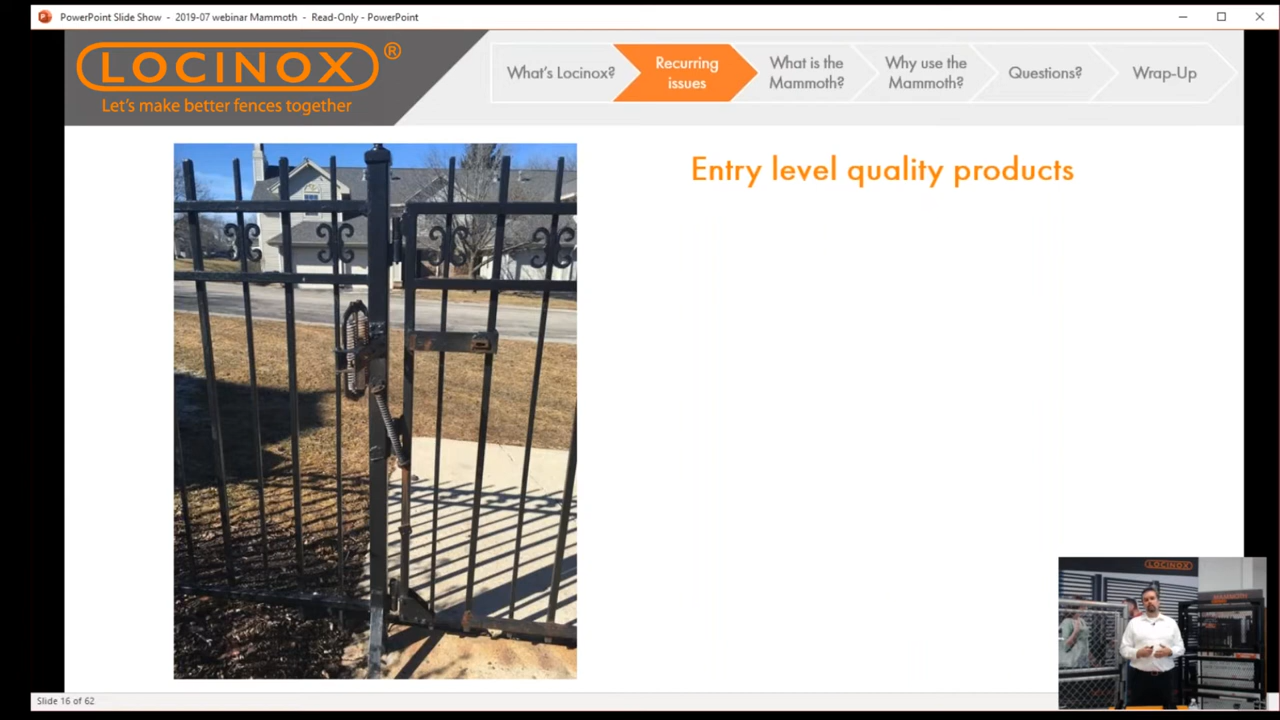 PowerPoint Slide Show - 2019-07 webinar Mammoth - Read-Only - PowerPoint
LOCINOX®
Let's make better fences together
What's Locinox?
Recurring
issues
What is the
Mammoth?
Why use the
Mammoth?
Questions?
Wrap-Up
Entry level quality products
LOCINOX
MAMMOTH
Slide 16 of 62